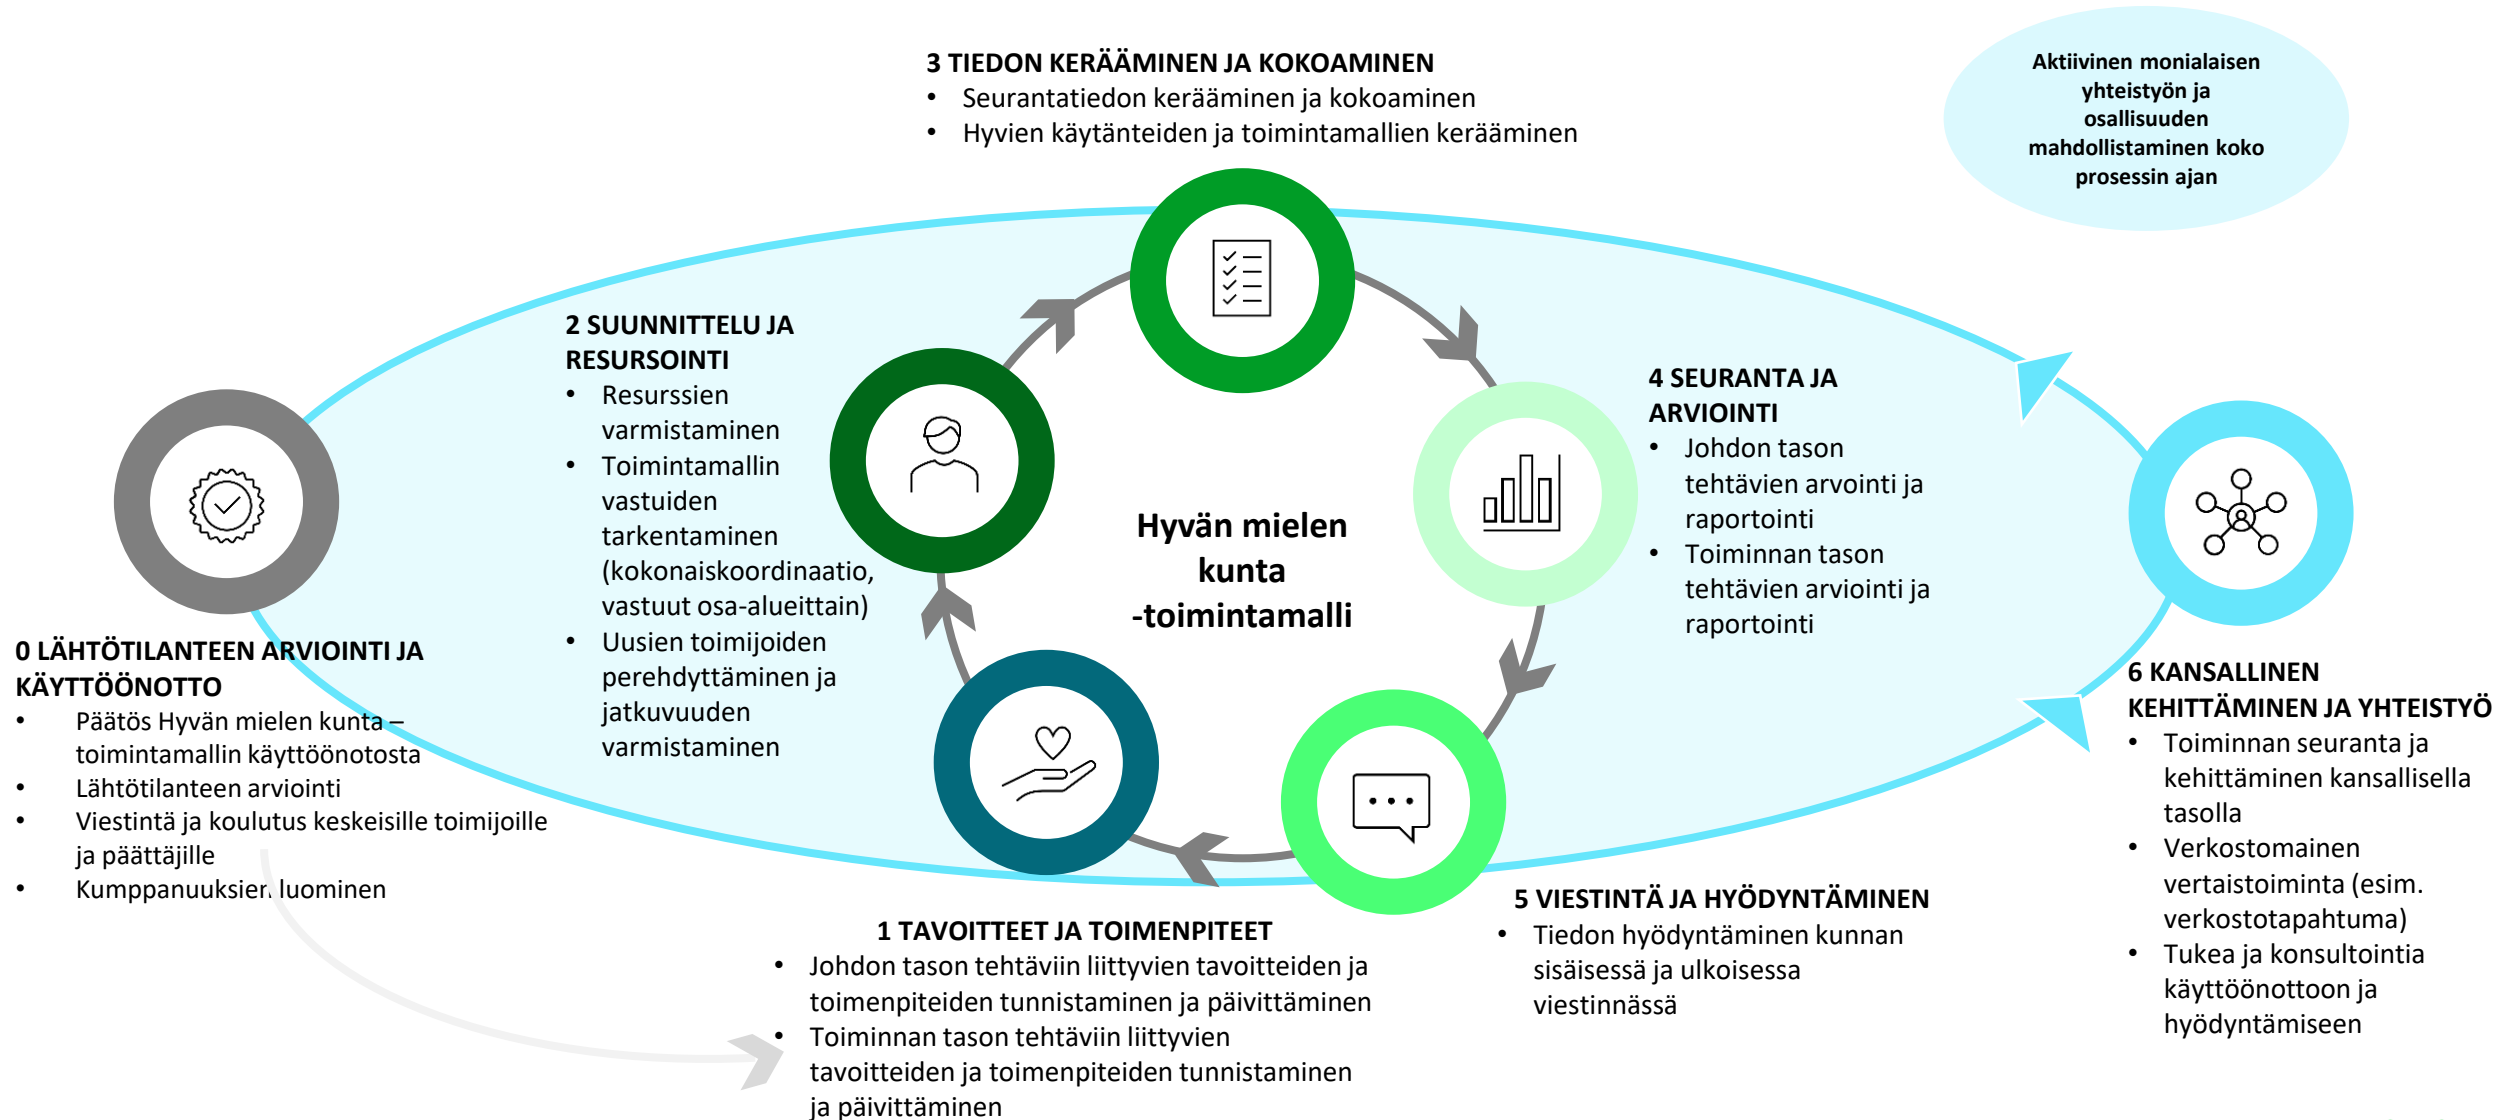 3 TIEDON KERÄÄMINEN JA KOKOAMINEN
• Seurantatiedon kerääminen ja kokoaminen
• Hyvien käytänteiden ja toimintamallien kerääminen
Aktiivinen monialaisen
yhteistyön ja
osallisuuden
mahdollistaminen koko
prosessin ajan
2 SUUNNITTELU JA
RESURSOINTI
• Resurssien
varmistaminen
• Toimintamallin
vastuiden
tarkentaminen
(kokonaiskoordinaatio,
vastuut osa-alueittain)
• Uusien toimijoiden
perehdyttäminen ja
jatkuvuuden
varmistaminen
Hyvän mielen
kunta
-toimintamalli
4 SEURANTA JA
ARVIOINTI
• Johdon tason
tehtävien arvointi ja
raportointi
• Toiminnan tason
tehtävien arviointi ja
raportointi
0 LÄHTÖTILANTEEN ARVIOINTI JA
KÄYTTÖÖNOTTO
• Päätös Hyvän mielen kunta –
toimintamallin käyttöönotosta
• Lähtötilanteen arviointi
• Viestintä ja koulutus keskeisille toimijoille
ja päättäjille
• Kumppanuuksien luominen
1 TAVOITTEET JA TOIMENPITEET
• Johdon tason tehtäviin liittyvien tavoitteiden ja
toimenpiteiden tunnistaminen ja päivittäminen
• Toiminnan tason tehtäviin liittyvien
tavoitteiden ja toimenpiteiden tunnistaminen
ja päivittäminen
5 VIESTINTÄ JA HYÖDYNTÄMINEN
• Tiedon hyödyntäminen kunnan
sisäisessä ja ulkoisessa
viestinnässä
6 KANSALLINEN
KEHITTÄMINEN JA YHTEISTYÖ
• Toiminnan seuranta ja
kehittäminen kansallisella
tasolla
• Verkostomainen
vertaistoiminta (esim.
verkostotapahtuma)
• Tukea ja konsultointia
käyttöönottoon ja
hyödyntämiseen